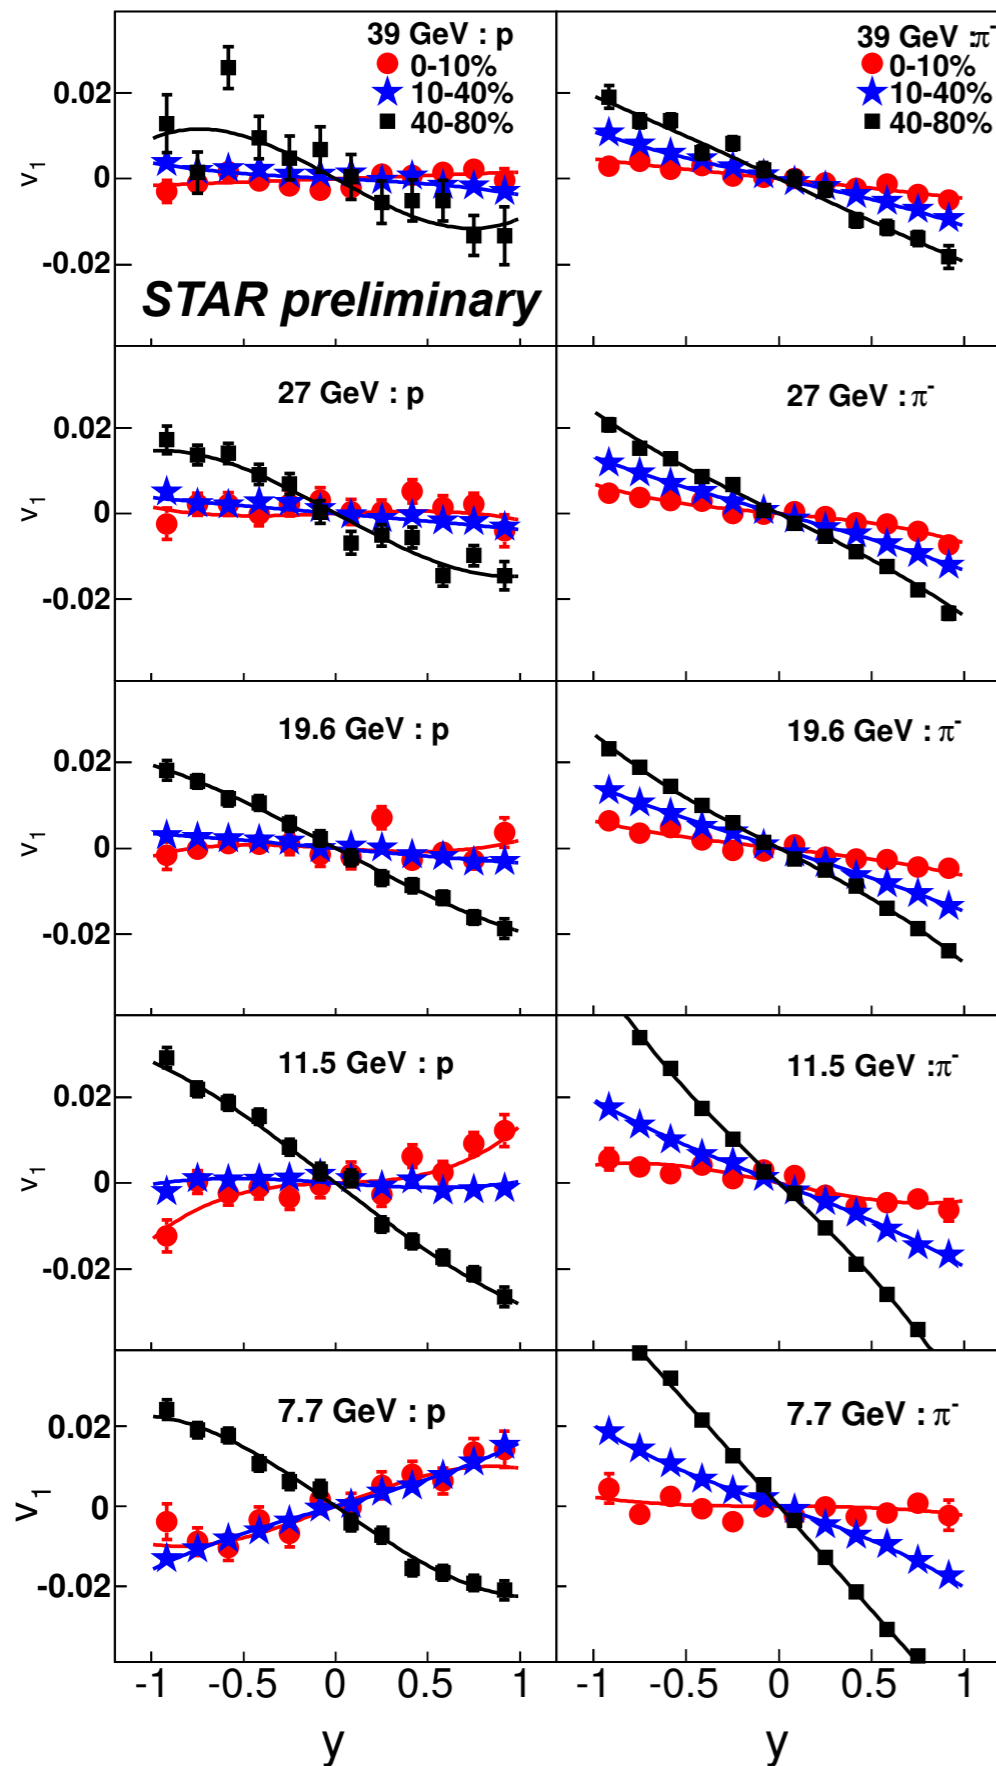 39 GeV : p
0-10%
10-40%
40-80%
39 GeV :π⁻
0-10%
10-40%
40-80%
0.02
0
-0.02
v₁
STAR preliminary
27 GeV : p
27 GeV : π⁻
0.02
0
-0.02
v₁
19.6 GeV : p
19.6 GeV : π⁻
0.02
0
-0.02
v₁
11.5 GeV : p
11.5 GeV :π⁻
0.02
0
-0.02
v₁
7.7 GeV : p
7.7 GeV : π⁻
0.02
0
-0.02
v₁
-1 -0.5 0 0.5 1
-1 -0.5 0 0.5 1
y
y